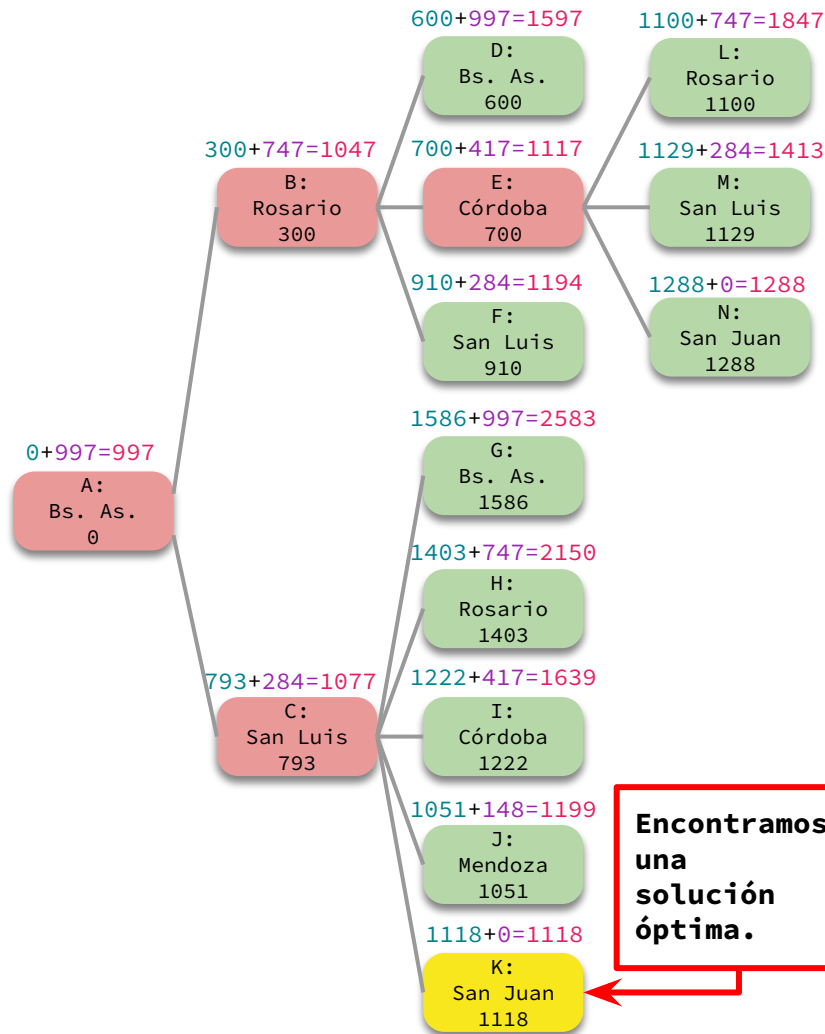 600+997=1597
D:
Bs. As.
600
1100+747=1847
L:
Rosario
1100
300+747=1047
B:
Rosario
300
700+417=1117
E:
Córdoba
700
1129+284=1413
M:
San Luis
1129
910+284=1194
F:
San Luis
910
1288+0=1288
N:
San Juan
1288
0+997=997
A:
Bs. As.
0
1586+997=2583
G:
Bs. As.
1586
1403+747=2150
H:
Rosario
1403
793+284=1077
C:
San Luis
793
1222+417=1639
I:
Córdoba
1222
1051+148=1199
J:
Mendoza
1051
1118+0=1118
K:
San Juan
1118
Encontramos
una
solución
óptima.